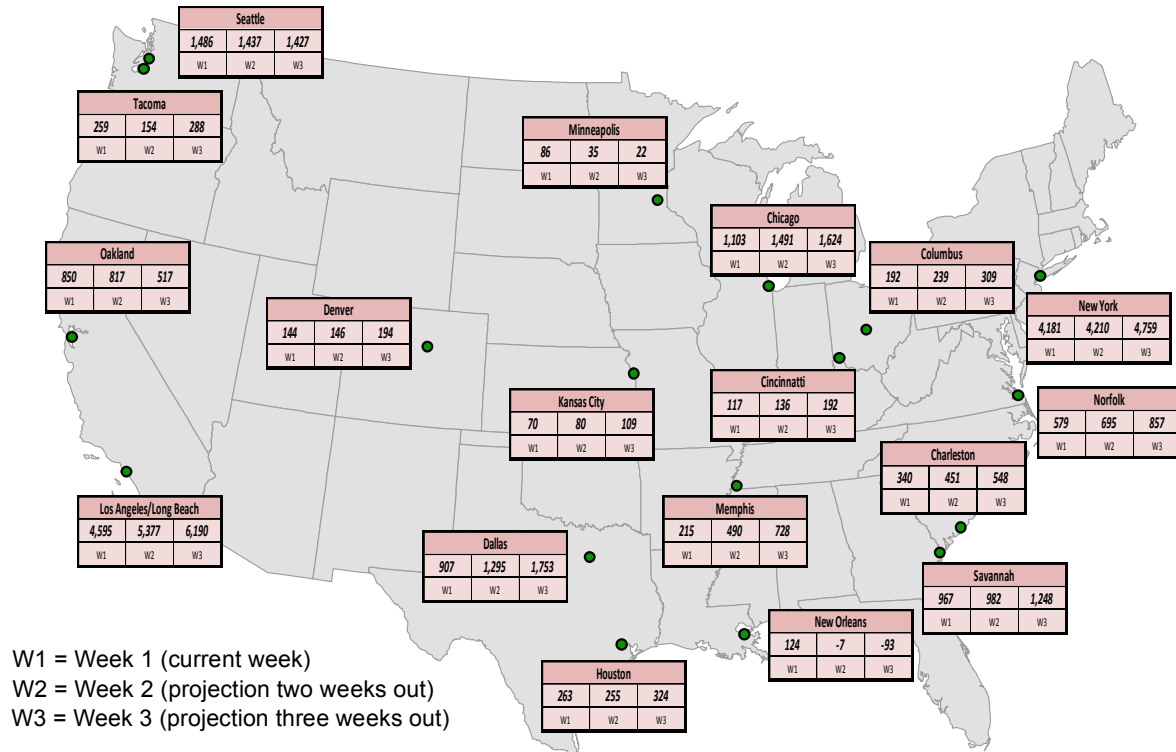 Seattle
1,486 1,437 1,427
W1 W2 W3
Tacoma
259 154 288
W1 W2 W3
Minneapolis
86 35 22
W1 W2 W3
Chicago
1,103 1,491 1,624
W1 W2 W3
Oakland
850 817 517
W1 W2 W3
Columbus
192 239 309
W1 W2 W3
New York
4,181 4,210 4,759
W1 W2 W3
Denver
144 146 194
W1 W2 W3
Cincinnatti
117 136 192
W1 W2 W3
Kansas City
70 80 109
W1 W2 W3
Norfolk
579 695 857
W1 W2 W3
Charleston
340 451 548
W1 W2 W3
Los Angeles/Long Beach
4,595 5,377 6,190
W1 W2 W3
Memphis
215 490 728
W1 W2 W3
Dallas
907 1,295 1,753
W1 W2 W3
Savannah
967 982 1,248
W1 W2 W3
New Orleans
124 -7 -93
W1 W2 W3
Houston
263 255 324
W1 W2 W3
W1 = Week 1 (current week)
W2 = Week 2 (projection two weeks out)
W3 = Week 3 (projection three weeks out)